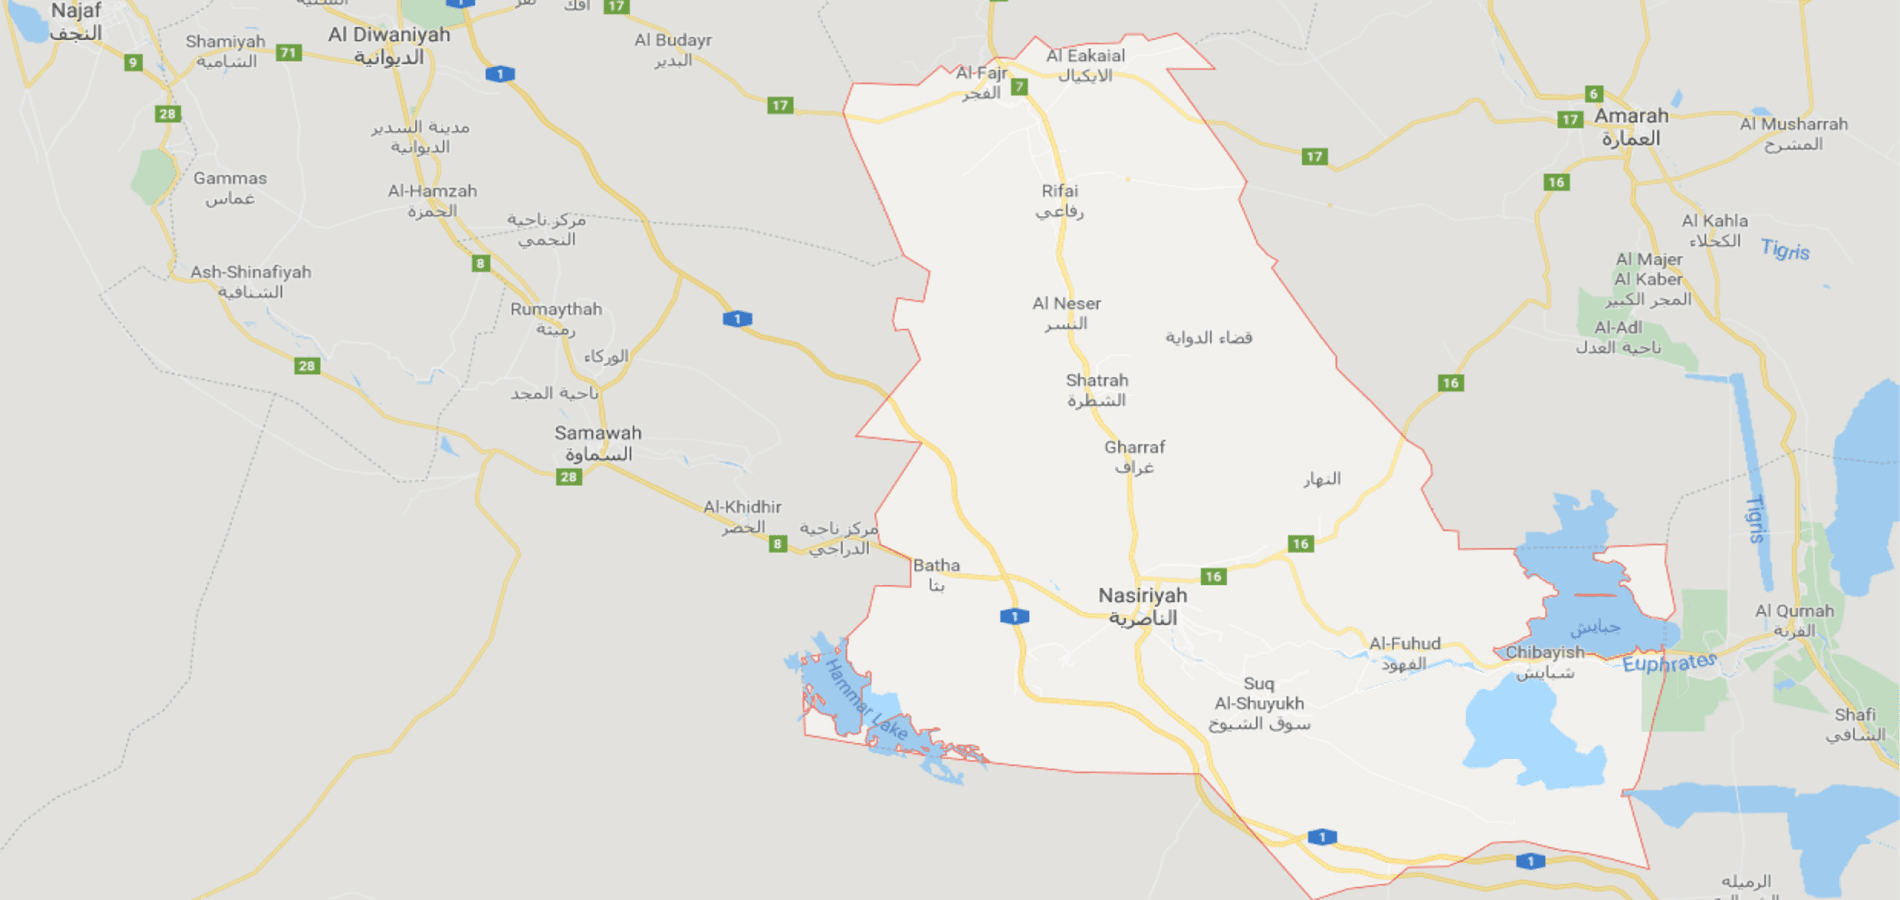 Najaf
النجف
9
28
Shamiyah
الشامية
71
Al Diwaniyah
الديوانية
1
17
Al Budayr
البدير
17
Al-Fajr
الفجر
7
Al Eakaial
الايكيال
6
17
Amarah
العمارة
Al Musharrah
المشرح
17
16
مدينة السدير
الديوانية
Gammas
غماس
Al-Hamzah
الحمزة
مركز ناحية
النجمي
Rifai
رفاعي
Al Kahla
الكحلاء
Tigris
Al Majer
Al Kaber
المجر الكبير
8
Ash-Shinafiyah
الشنافية
Rumaythah
رميثة
1
Al Neser
النسر
قضاء الدواية
Al-Adl
ناحية العدل
28
الوركاء
ناحية المجد
Shatrah
الشطرة
16
Samawah
السماوة
28
Gharraf
غراف
النهار
Al-Khidhir
الخضر
8
مركز ناحية
الدراجي
Tigris
16
Batha
بثا
16
1
Nasiriyah
الناصرية
جبايش
Al Qurnah
القرنة
Al-Fuhud
الفهود
Chibayish
شبايش
Euphrates
Hammar Lake
Suq
Al-Shuyukh
سوق الشيوخ
Shafi
الشافي
1
1
الرميله